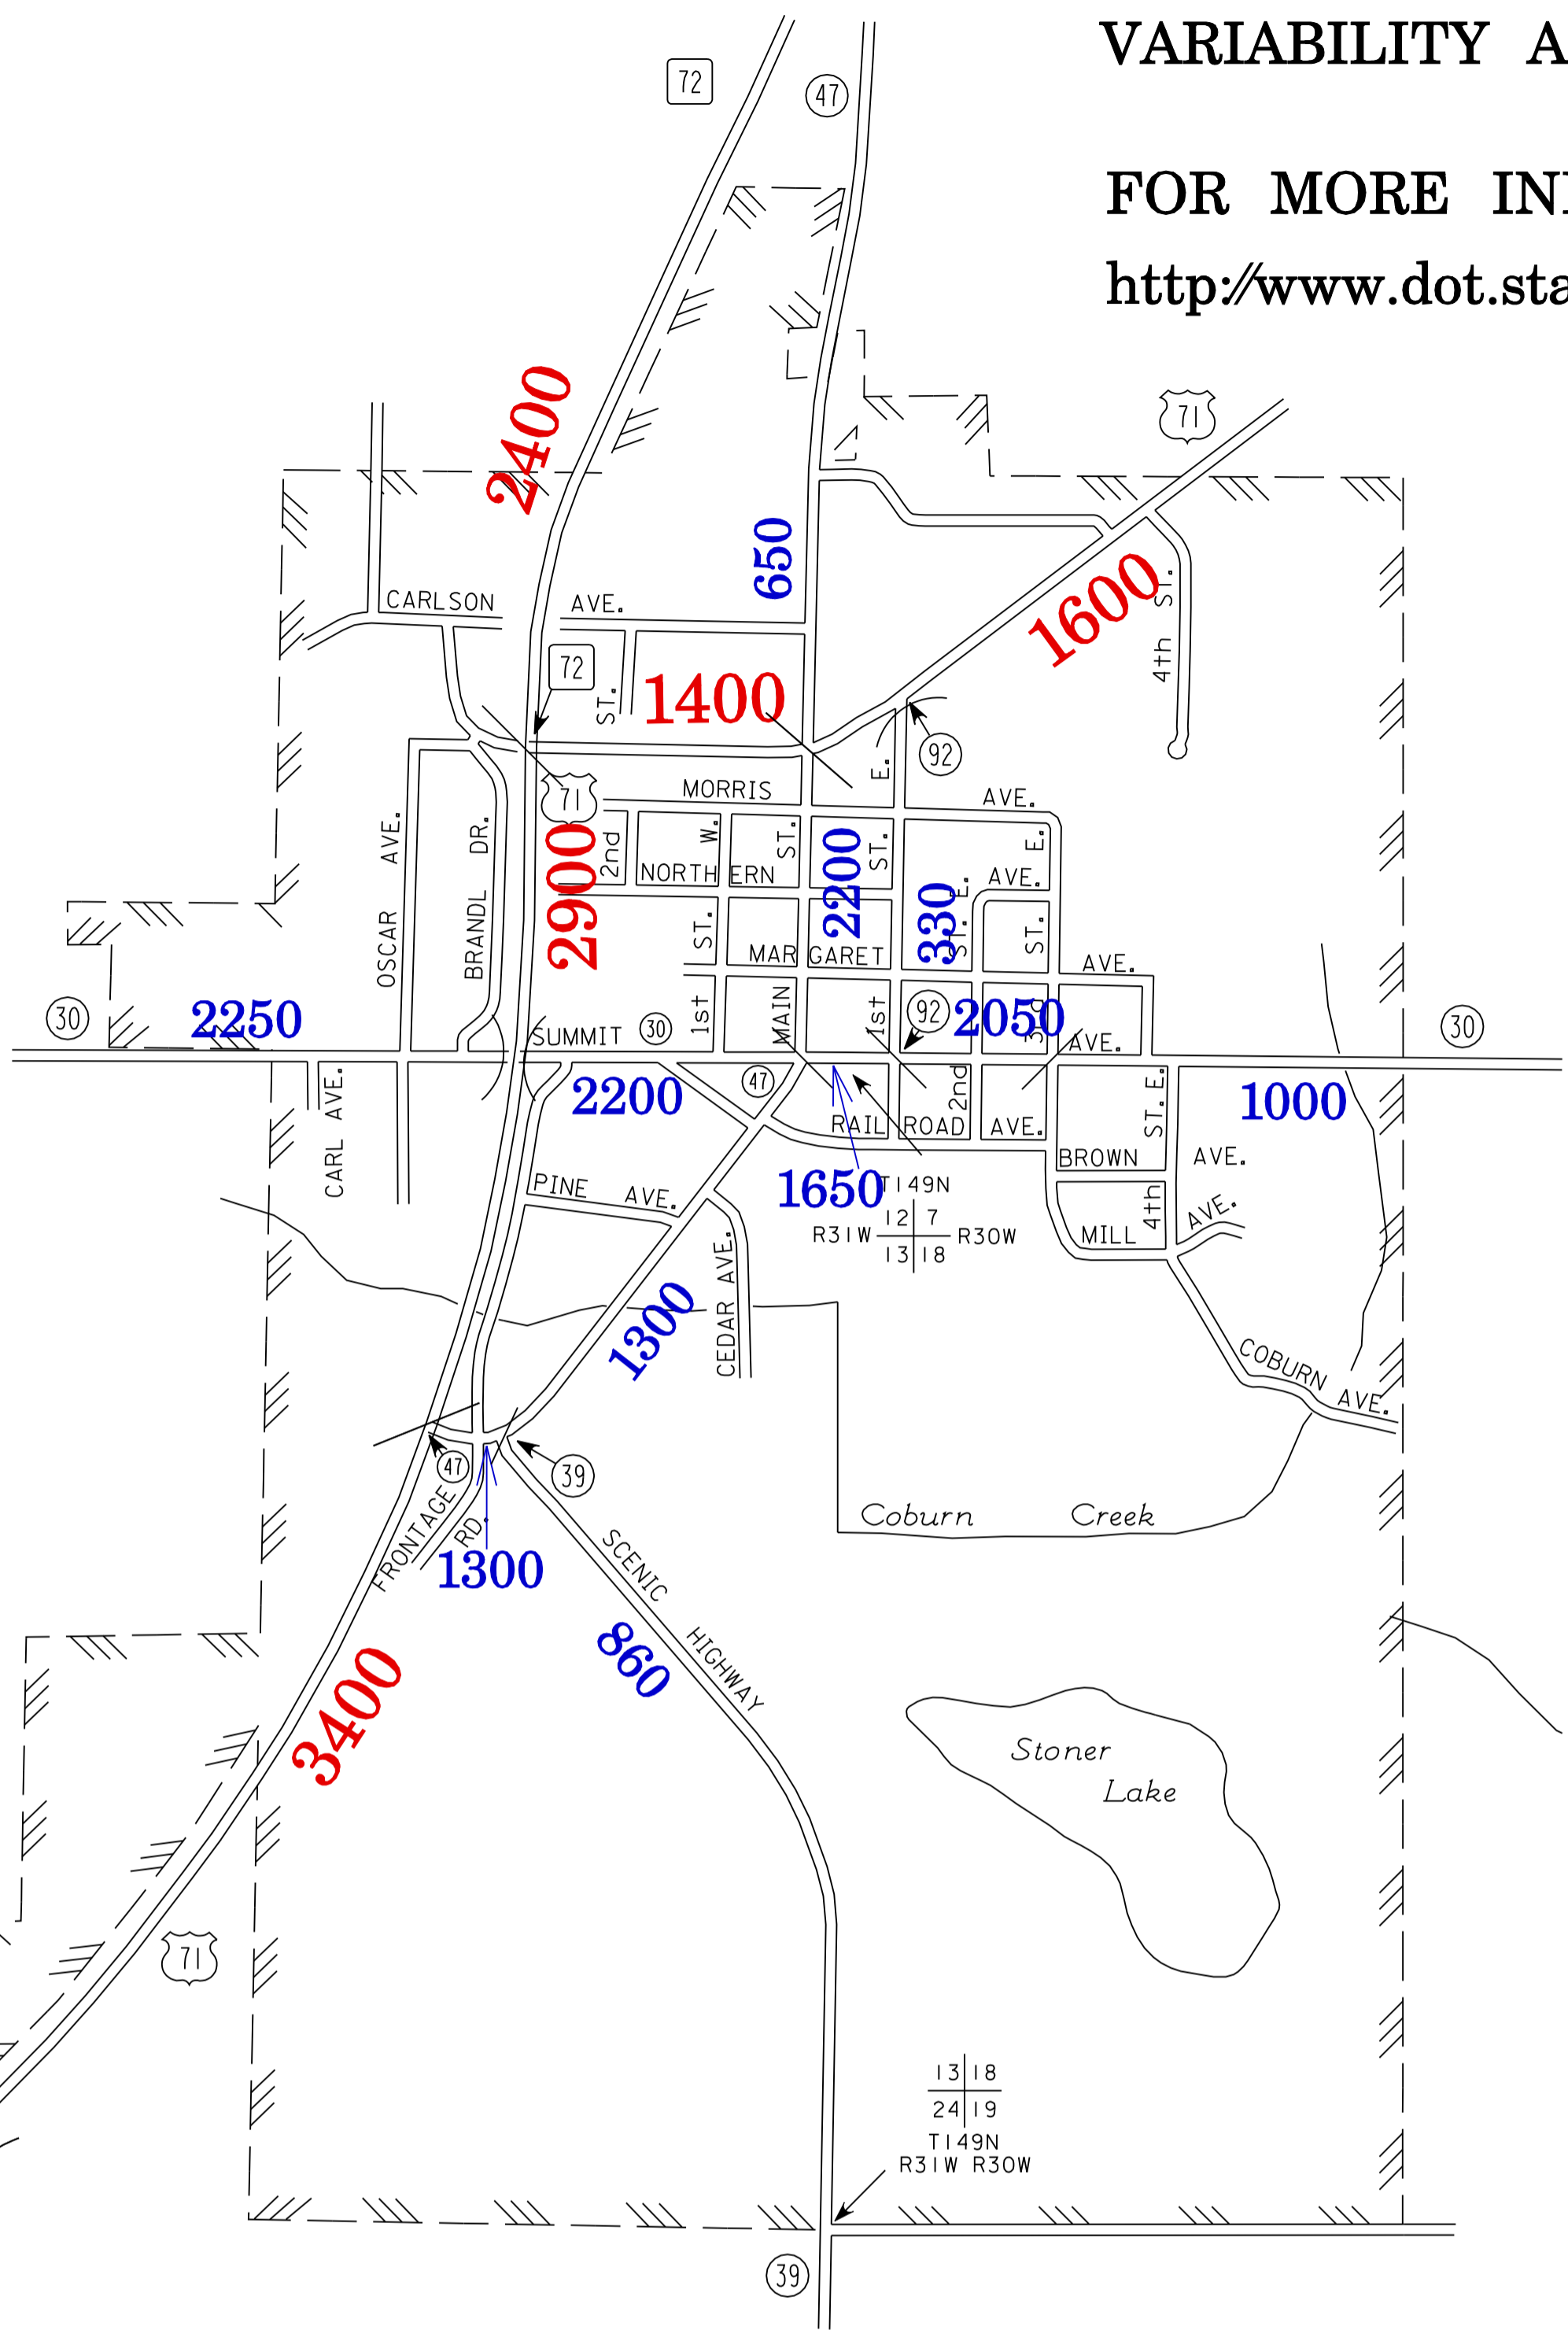 VARIABILITY A
72
47
FOR MORE IN
http://www.dot.sta
71
2400
650
1600
4th ST.
CARLSON AVE.
72
ST.
1400
92
E.
71
MORRIS AVE.
OSCAR AVE.
BRANDL DR.
2900
2nd
W.
ST.
2200
ST.
E.
NORTHERN AVE.
330
ST. E.
ST.
ST.
MARGARET AVE.
30
2250
SUMMIT
30
1st
MAIN
1st
92
2050
3rd
AVE.
30
CARL AVE.
2200
47
2nd
ST. E.
1000
RAILROAD AVE.
BROWN AVE.
PINE AVE.
1650
T149N
R31W 12 7 R30W
13 18
4th
MILL AVE.
CEDAR AVE.
1300
COBURN AVE.
47
39
FRONTAGE RD.
1300
Coburn Creek
SCENIC HIGHWAY
860
3400
Stoner
Lake
71
13 18
24 19
T149N
R31W R30W
39